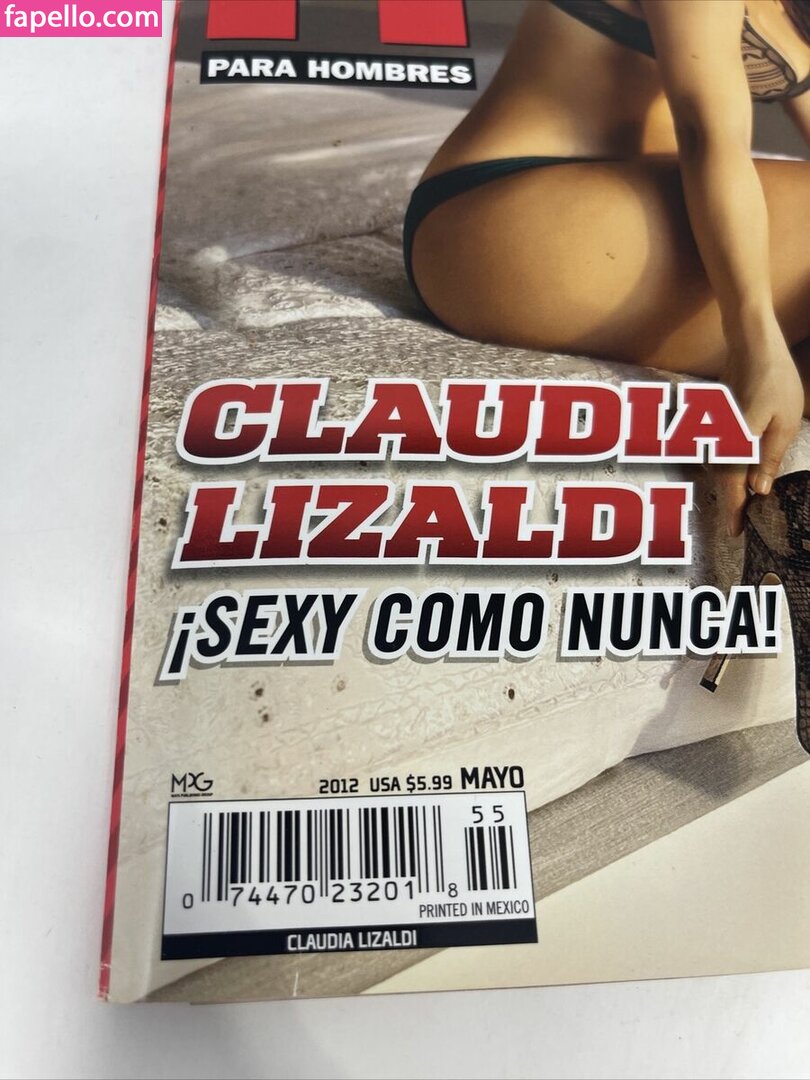 fapello.com
PARA HOMBRES
CLAUDIA
LIZALDI
¡SEXY COMO NUNCA!
MXG
2012 USA $5.99 MAYO
55
0 74470 23201 8
PRINTED IN MEXICO
CLAUDIA LIZALDI